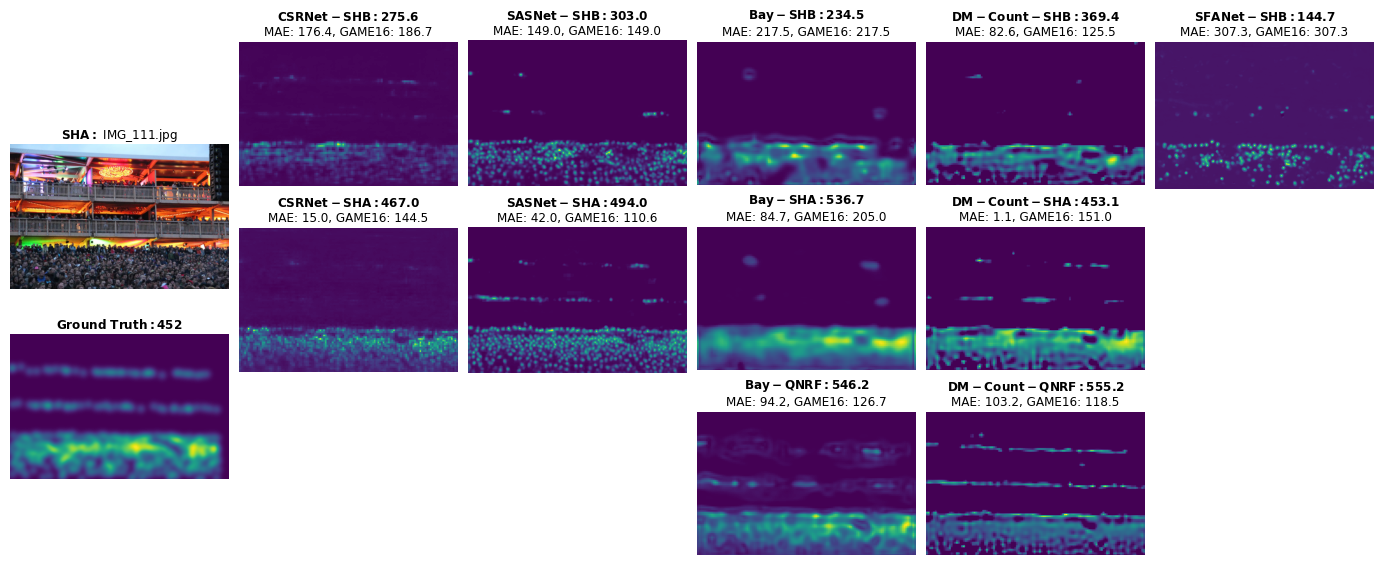 CSRNet − SHB : 275.6
MAE: 176.4, GAME16: 186.7
SASNet − SHB : 303.0
MAE: 149.0, GAME16: 149.0
Bay − SHB : 234.5
MAE: 217.5, GAME16: 217.5
DM − Count − SHB : 369.4
MAE: 82.6, GAME16: 125.5
SFANet − SHB : 144.7
MAE: 307.3, GAME16: 307.3
SHA : IMG_111.jpg
CSRNet − SHA : 467.0
MAE: 15.0, GAME16: 144.5
SASNet − SHA : 494.0
MAE: 42.0, GAME16: 110.6
Bay − SHA : 536.7
MAE: 84.7, GAME16: 205.0
DM − Count − SHA : 453.1
MAE: 1.1, GAME16: 151.0
Ground Truth : 452
Bay − QNRF : 546.2
MAE: 94.2, GAME16: 126.7
DM − Count − QNRF : 555.2
MAE: 103.2, GAME16: 118.5